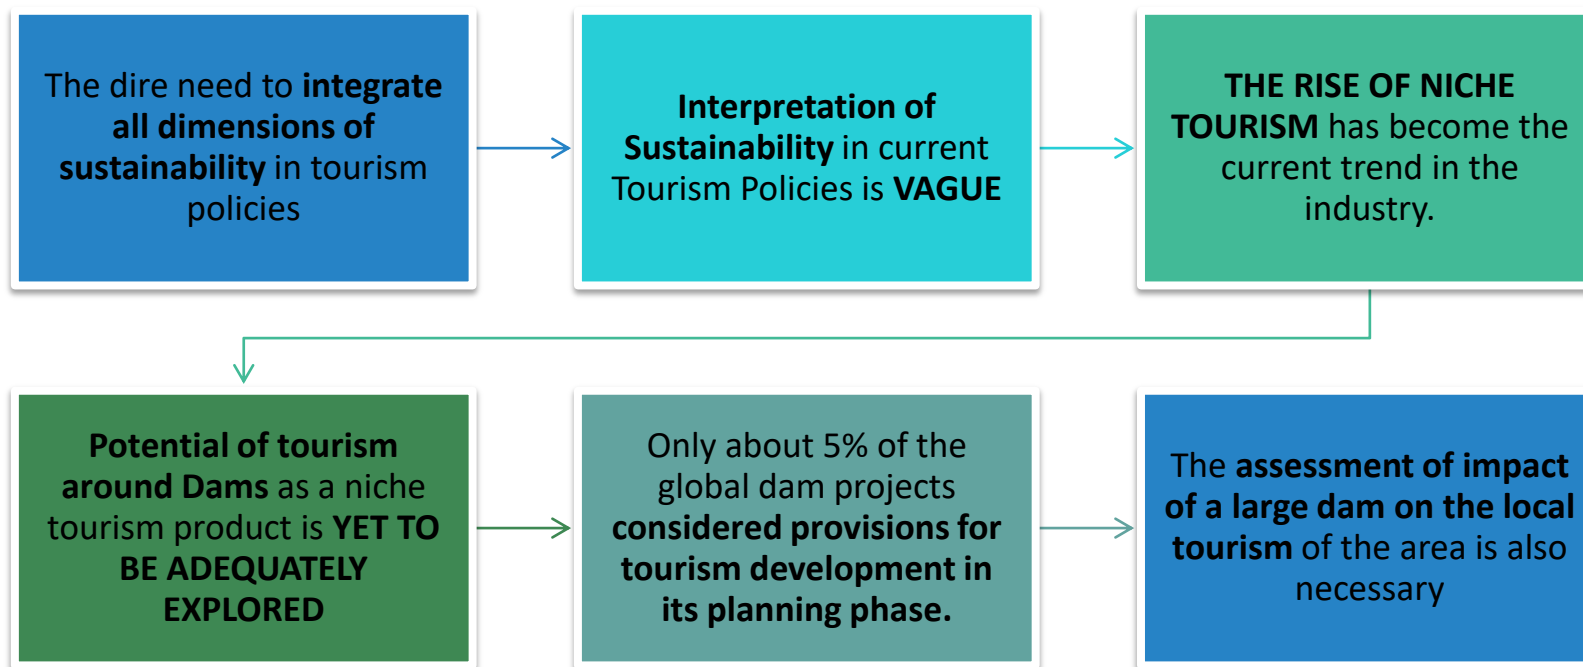 The dire need to integrate
all dimensions of
sustainability in tourism
policies
Interpretation of
Sustainability in current
Tourism Policies is VAGUE
THE RISE OF NICHE
TOURISM has become the
current trend in the
industry.
Potential of tourism
around Dams as a niche
tourism product is YET TO
BE ADEQUATELY
EXPLORED
Only about 5% of the
global dam projects
considered provisions for
tourism development in
its planning phase.
The assessment of impact
of a large dam on the local
tourism of the area is also
necessary